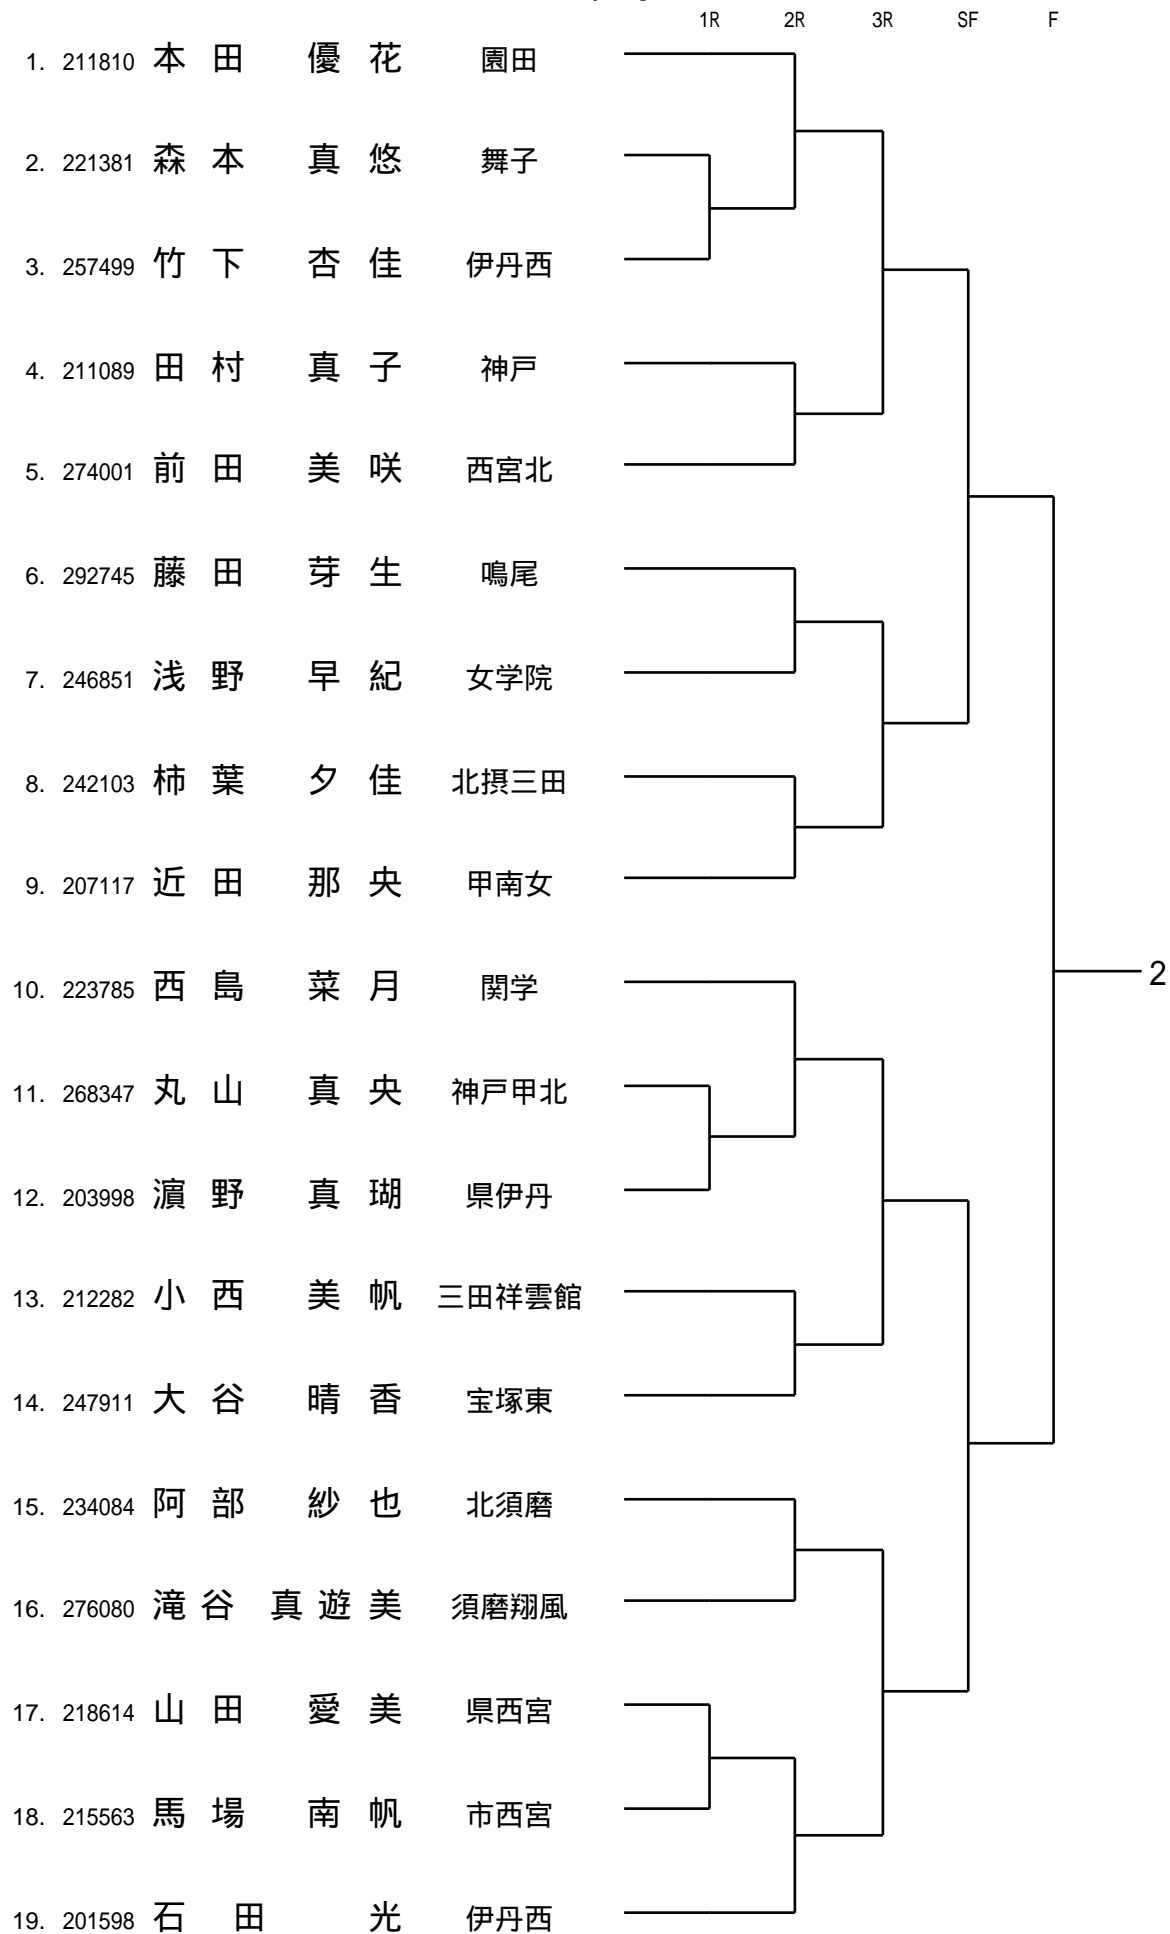 1R 2R 3R SF F
1. 211810 本田 優花 園田
2. 221381 森本 真悠 舞子
3. 257499 竹下 杏佳 伊丹西
4. 211089 田村 真子 神戸
5. 274001 前田 美咲 西宮北
6. 292745 藤田 芽生 鳴尾
7. 246851 浅野 早紀 女学院
8. 242103 柿葉 夕佳 北摂三田
9. 207117 近田 那央 甲南女
2
10. 223785 西島 菜月 関学
11. 268347 丸山 真央 神戸甲北
12. 203998 濵野 真瑚 県伊丹
13. 212282 小西 美帆 三田祥雲館
14. 247911 大谷 晴香 宝塚東
15. 234084 阿部 紗也 北須磨
16. 276080 滝谷 真遊美 須磨翔風
17. 218614 山田 愛美 県西宮
18. 215563 馬場 南帆 市西宮
19. 201598 石田 光 伊丹西